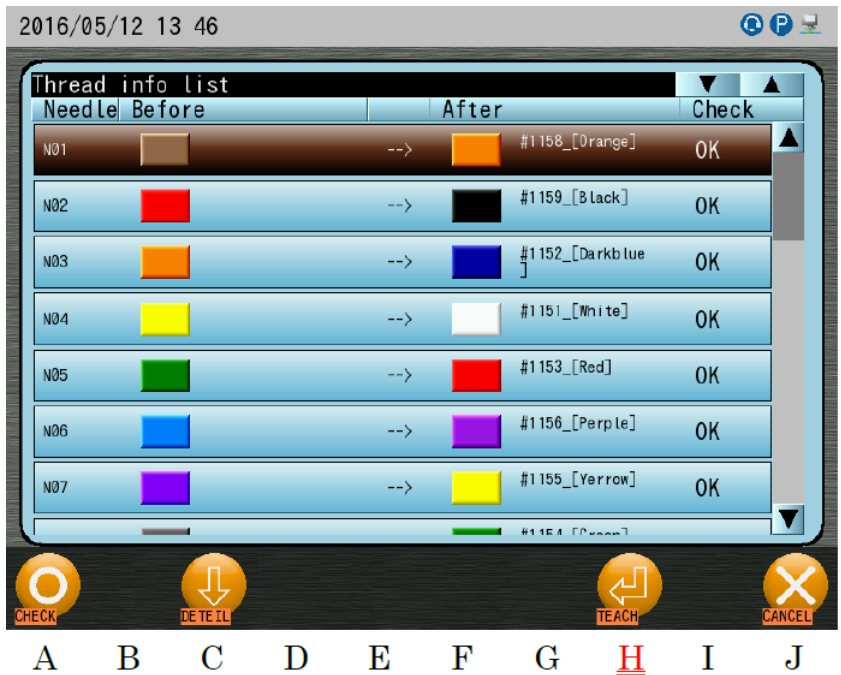 2016/05/12 13 46
P
Thread info list ▼ ▲
Needle Before After Check
N01 --> #1158_[Orange] OK
N02 --> #1159_[Black] OK
N03 --> #1152_[Darkblue
] OK
N04 --> #1151_[White] OK
N05 --> #1153_[Red] OK
N06 --> #1156_[Perple] OK
N07 --> #1155_[Yerrow] OK
CHECK DETEIL TEACH CANCEL
A B C D E F G H I J